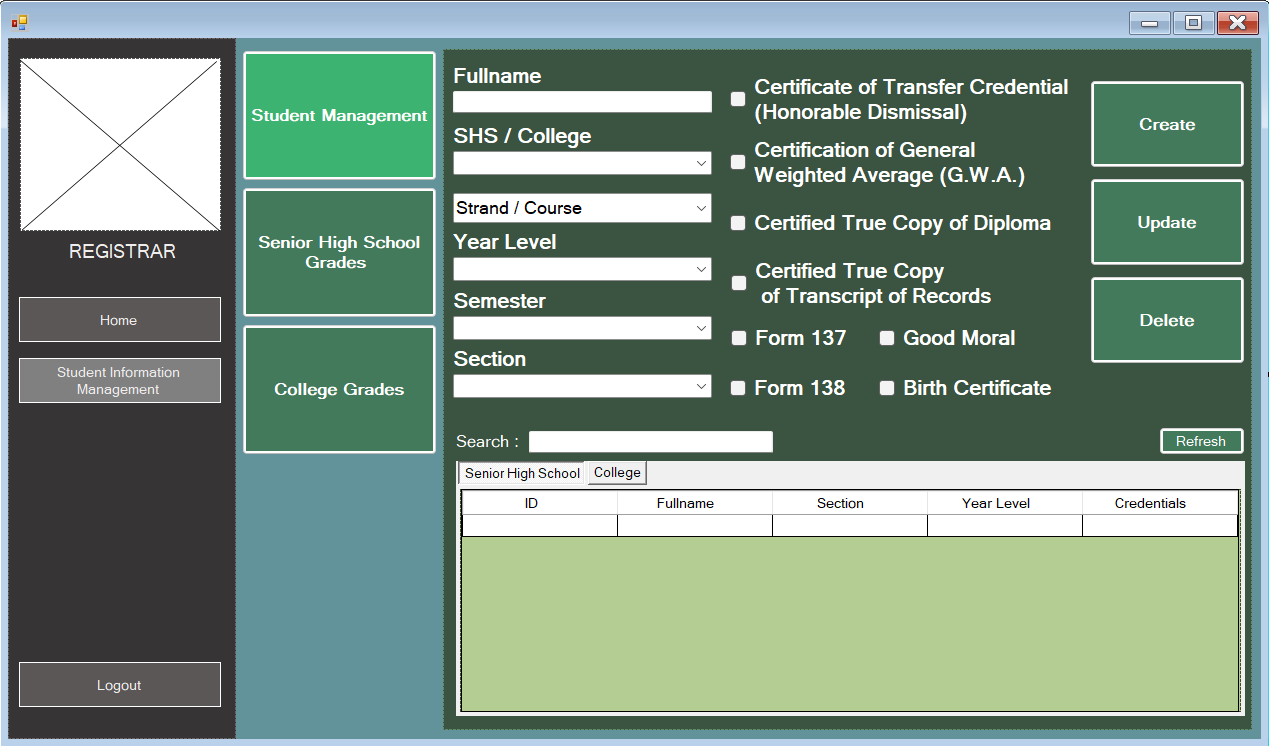 REGISTRAR
Home
Student Information
Management
Logout
Student Management
Senior High School
Grades
College Grades
Fullname
SHS / College
Strand / Course
Year Level
Semester
Section
Certificate of Transfer Credential
(Honorable Dismissal)
Certification of General
Weighted Average (G.W.A.)
Certified True Copy of Diploma
Certified True Copy
of Transcript of Records
Form 137 Good Moral
Form 138 Birth Certificate
Create
Update
Delete
Search :
Refresh
Senior High School College
ID Fullname Section Year Level Credentials